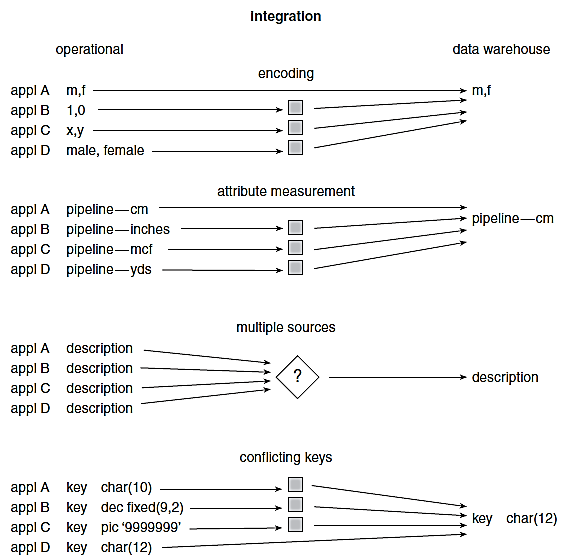 Integration
operational data warehouse
encoding
appl A m,f m,f
appl B 1,0
appl C x,y
appl D male, female
attribute measurement
appl A pipeline—cm
appl B pipeline—inches pipeline—cm
appl C pipeline—mcf
appl D pipeline—yds
multiple sources
appl A description
appl B description
?
description
appl C description
appl D description
conflicting keys
appl A key char(10)
appl B key dec fixed(9,2)
key char(12)
appl C key pic ‘9999999’
appl D key char(12)